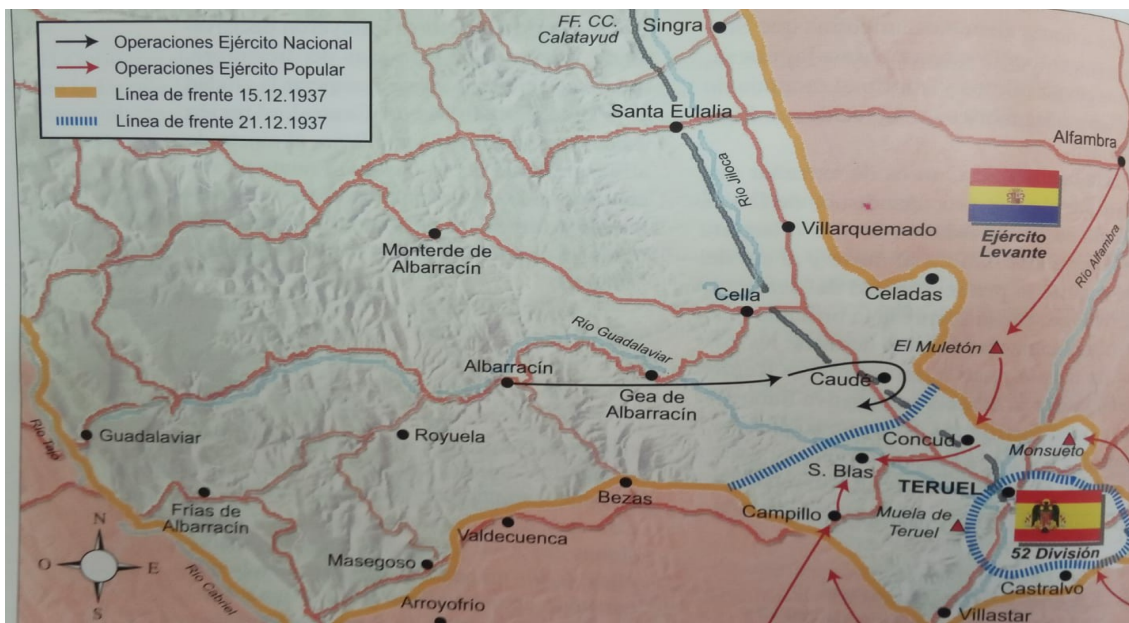 Operaciones Ejército Nacional
Operaciones Ejército Popular
Línea de frente 15.12.1937
Línea de frente 21.12.1937
FF. CC.
Calatayud
Singra
Santa Eulalia
Río Jiloca
Alfambra
Ejército
Levante
Río Alfambra
Monterde de
Albarracín
Villarquemado
Cella
Celadas
Río Guadalaviar
El Muletón
Albarracín
Gea de
Albarracín
Caudé
Río Tajo
Guadalaviar
Royuela
Concud
Monsueto
S. Blas
TERUEL
Bezas
Frías de
Albarracín
Campillo
Muela de
Teruel
52 División
Valdecuenca
N
O
E
S
Masegoso
Río Cabriel
Castralvo
Arroyofrío
Villastar